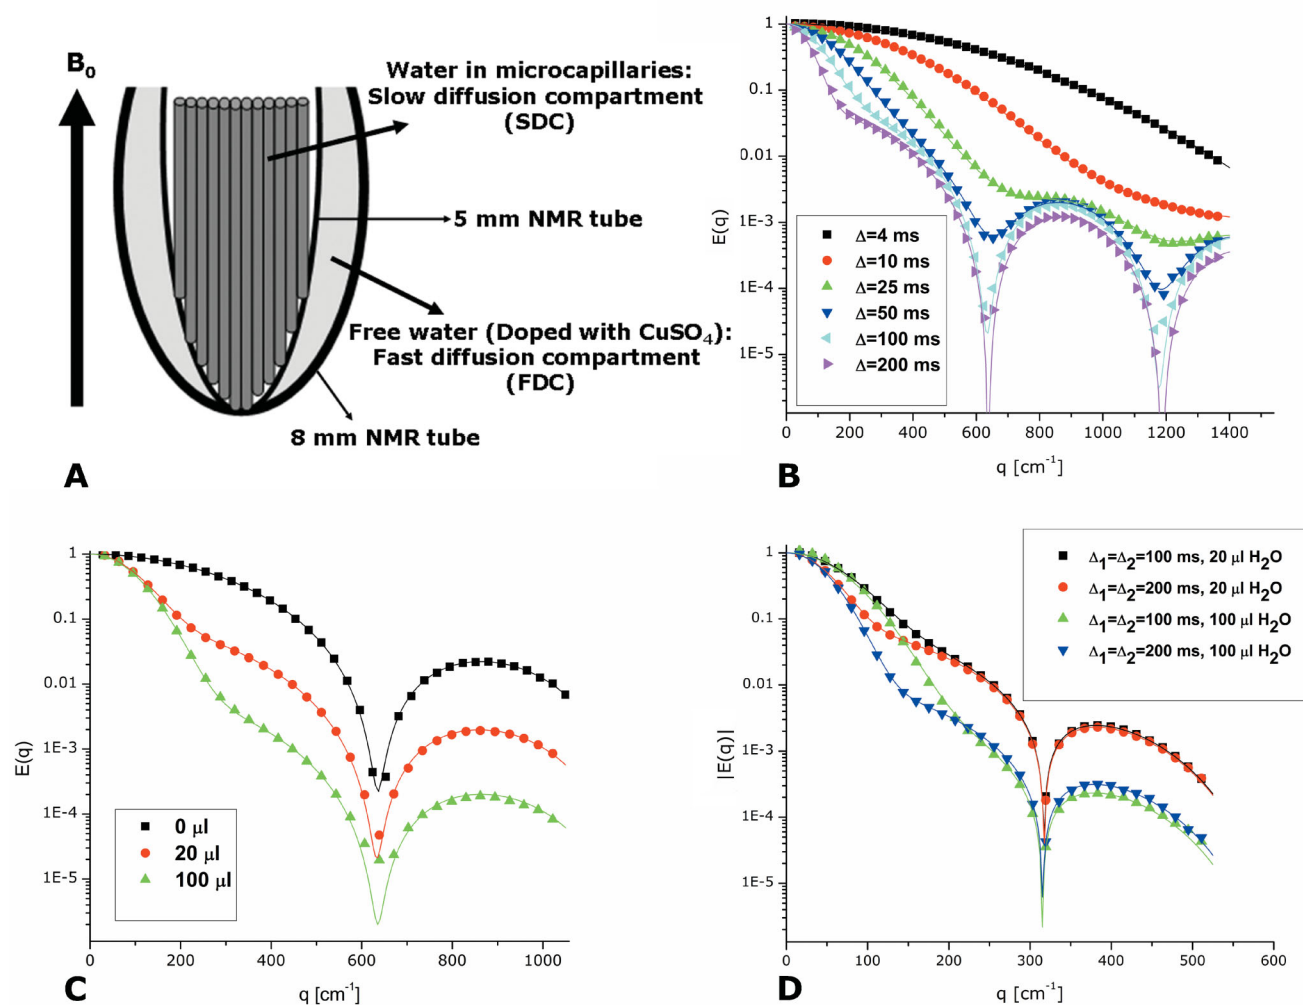 B₀
Water in microcapillaries:
Slow diffusion compartment
(SDC)
5 mm NMR tube
Free water (Doped with CuSO₄):
Fast diffusion compartment
(FDC)
8 mm NMR tube
A
1
0.1
0.01
1E-3
1E-4
1E-5
E(q)
Δ=4 ms
Δ=10 ms
Δ=25 ms
Δ=50 ms
Δ=100 ms
Δ=200 ms
0 200 400 600 800 1000 1200 1400
q [cm⁻¹]
B
1
0.1
0.01
1E-3
1E-4
1E-5
E(q)
0 μl
20 μl
100 μl
0 200 400 600 800 1000
q [cm⁻¹]
C
Δ₁=Δ₂=100 ms, 20 μl H₂O
Δ₁=Δ₂=200 ms, 20 μl H₂O
Δ₁=Δ₂=100 ms, 100 μl H₂O
Δ₁=Δ₂=200 ms, 100 μl H₂O
1
0.1
0.01
1E-3
1E-4
1E-5
|E(q)|
0 100 200 300 400 500 600
q [cm⁻¹]
D